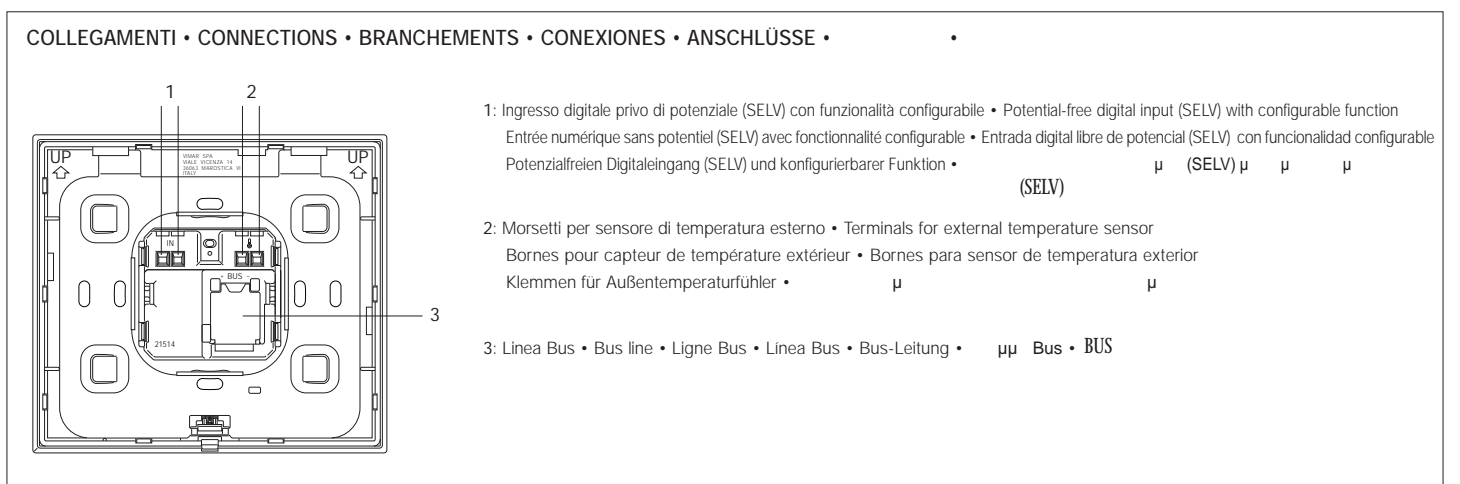 COLLEGAMENTI • CONNECTIONS • BRANCHEMENTS • CONEXIONES • ANSCHLÜSSE • •
1 2
1: Ingresso digitale privo di potenziale (SELV) con funzionalità configurabile • Potential-free digital input (SELV) with configurable function
Entrée numérique sans potentiel (SELV) avec fonctionnalité configurable • Entrada digital libre de potencial (SELV) con funcionalidad configurable
Potenzialfreien Digitaleingang (SELV) und konfigurierbarer Funktion • µ (SELV) µ µ µ
(SELV)
UP
VIMAR SPA
VIALE VICENZA 14
36063 MAROSTICA VI
ITALY
UP
2: Morsetti per sensore di temperatura esterno • Terminals for external temperature sensor
Bornes pour capteur de température extérieur • Bornes para sensor de temperatura exterior
Klemmen für Außentemperaturfühler • µ µ
IN
- BUS -
3
21514
3: Linea Bus • Bus line • Ligne Bus • Línea Bus • Bus-Leitung • µµ Bus • BUS